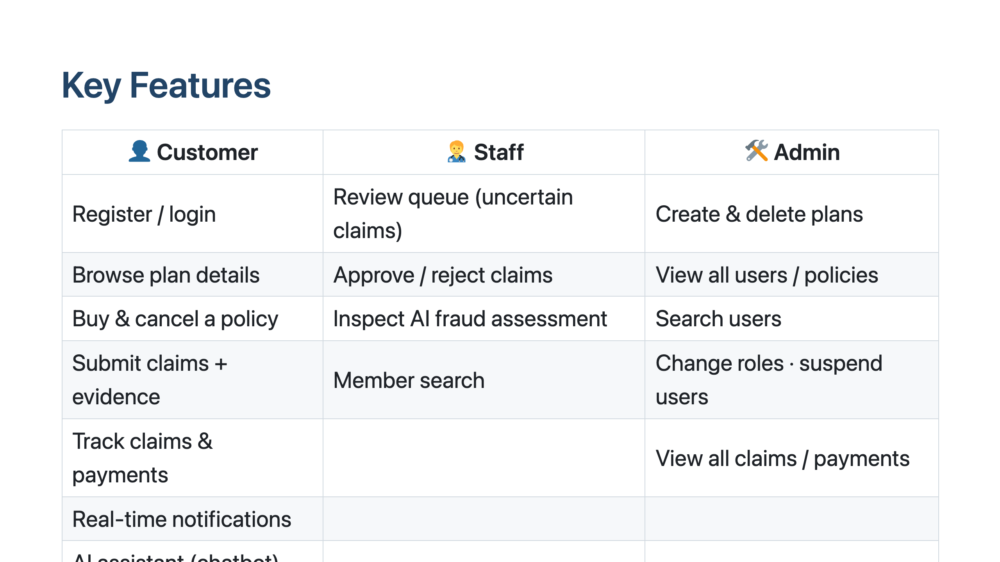 Key Features
Customer
Staff
Admin
Register / login
Review queue (uncertain
claims)
Create & delete plans
Browse plan details
Approve / reject claims
View all users / policies
Buy & cancel a policy
Inspect AI fraud assessment
Search users
Submit claims +
evidence
Member search
Change roles · suspend
users
Track claims &
payments
View all claims / payments
Real-time notifications
AI assistant (chatbot)